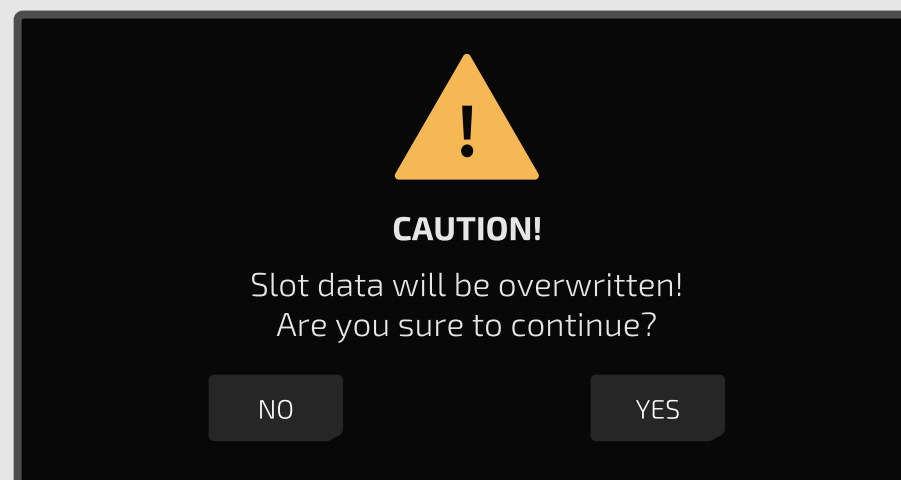 !
CAUTION!
Slot data will be overwritten!
Are you sure to continue?
NO YES